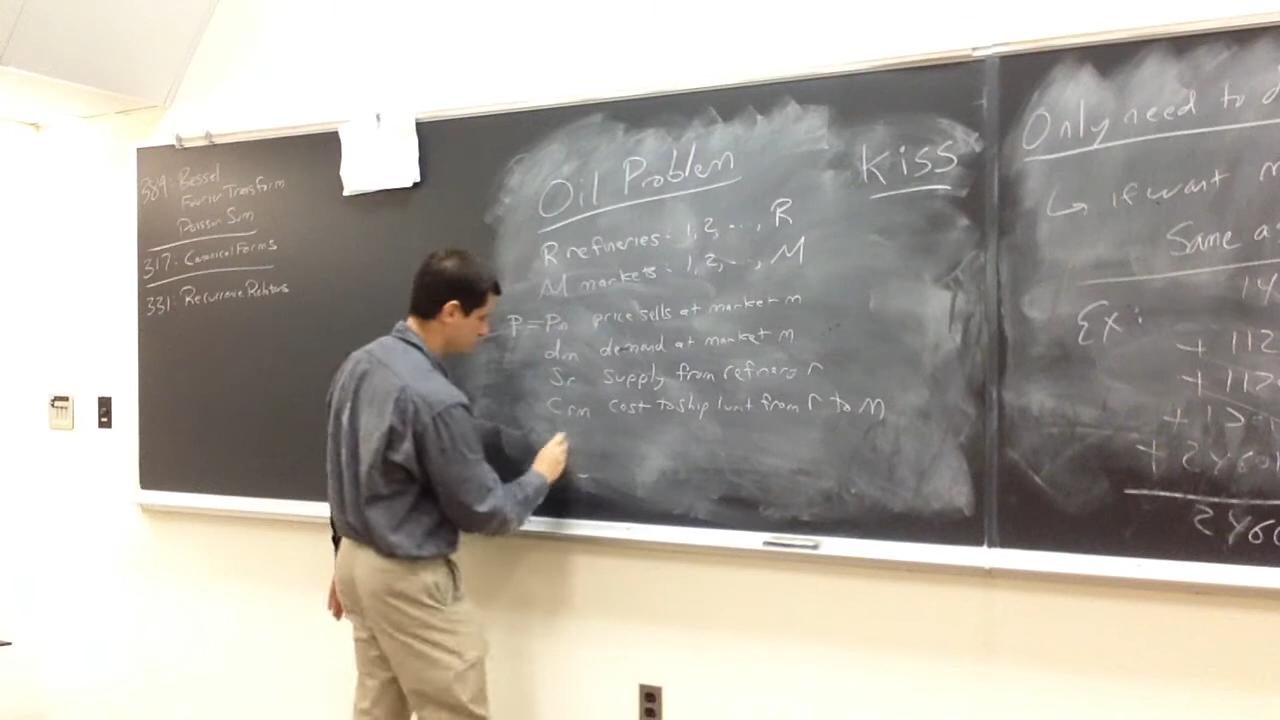 389: Bessel
Fourier Transform
Poisson Sum
317: Canonical Forms
331: Recurrence Relations
Oil Problem
Kiss
R refineries: 1, 2, ..., R
M markets: 1, 2, ..., M
P = Pm price sells at market m
dm demand at market m
Sr supply from refinery r
Crm cost to ship 1 unit from r to m
Only need to d
↳ if want m
Same a
Ex:
+ 112
+ 112